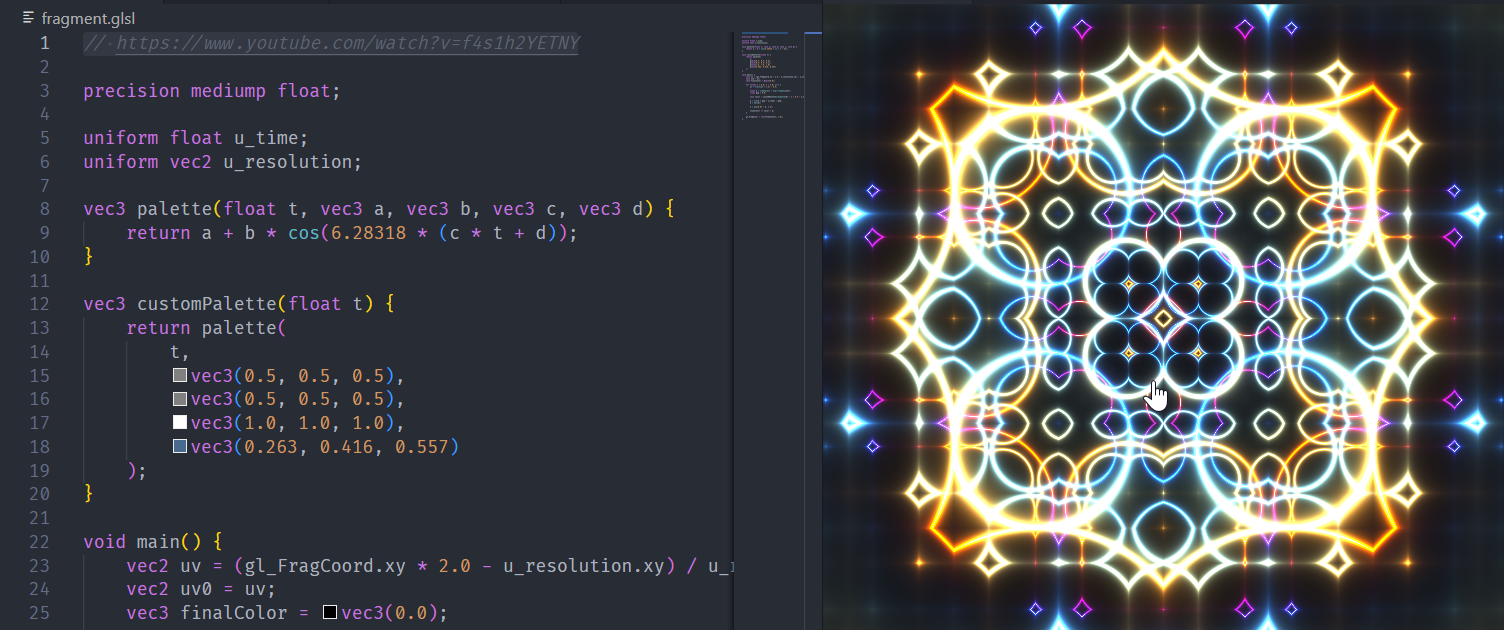 fragment.glsl
1 // https://www.youtube.com/watch?v=f4s1h2YETNY
2
3 precision mediump float;
4
5 uniform float u_time;
6 uniform vec2 u_resolution;
7
8 vec3 palette(float t, vec3 a, vec3 b, vec3 c, vec3 d) {
9 return a + b * cos(6.28318 * (c * t + d));
10 }
11
12 vec3 customPalette(float t) {
13 return palette(
14 t,
15 vec3(0.5, 0.5, 0.5),
16 vec3(0.5, 0.5, 0.5),
17 vec3(1.0, 1.0, 1.0),
18 vec3(0.263, 0.416, 0.557)
19 );
20 }
21
22 void main() {
23 vec2 uv = (gl_FragCoord.xy * 2.0 - u_resolution.xy) / u_
24 vec2 uv0 = uv;
25 vec3 finalColor = vec3(0.0);